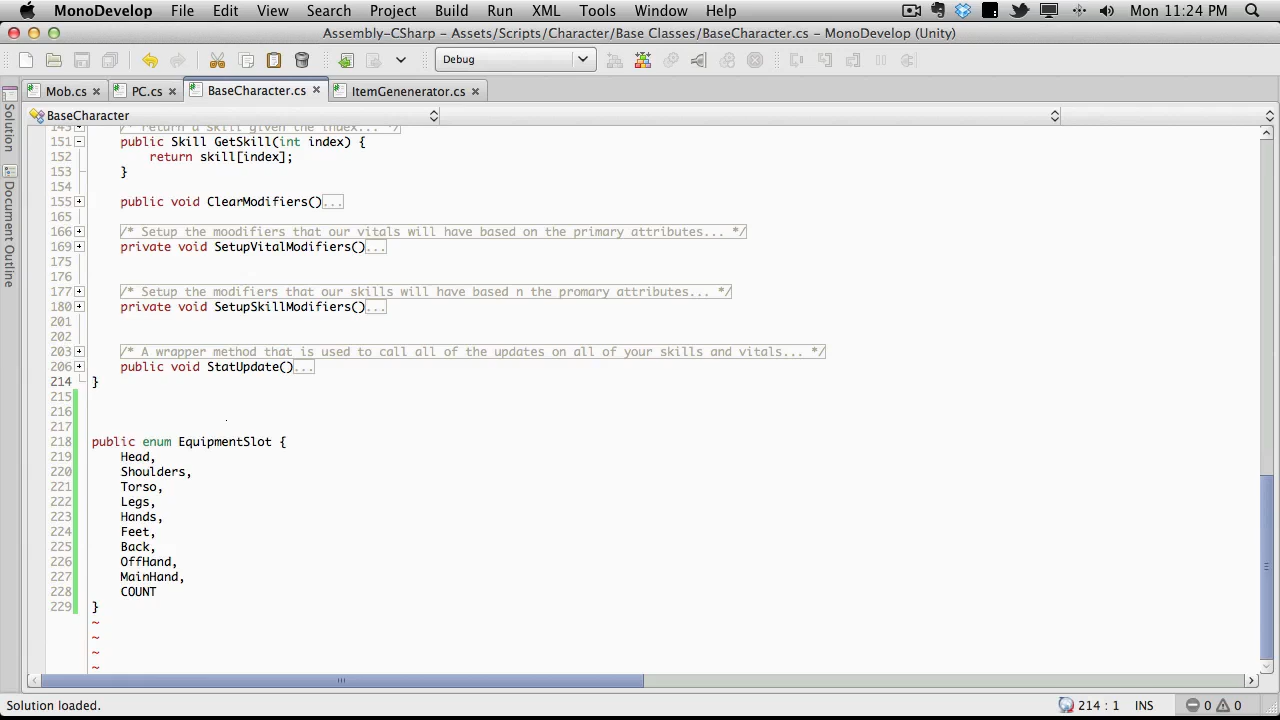 MonoDevelop File Edit View Search Project Build Run XML Tools Window Help Mon 11:24 PM
Assembly-CSharp – Assets/Scripts/Character/Base Classes/BaseCharacter.cs – MonoDevelop (Unity)
Debug
Mob.cs PC.cs BaseCharacter.cs ItemGenenerator.cs
Solution
Document Outline
BaseCharacter
/* Return a skill given the index... */
151 public Skill GetSkill(int index) {
152 return skill[index];
153 }
154
155 public void ClearModifiers()...
165
166 /* Setup the moodifiers that our vitals will have based on the primary attributes... */
169 private void SetupVitalModifiers()...
175
176
177 /* Setup the modifiers that our skills will have based n the promary attributes... */
180 private void SetupSkillModifiers()...
201
202
203 /* A wrapper method that is used to call all of the updates on all of your skills and vitals... */
206 public void StatUpdate()...
214 }
215
216
217
218 public enum EquipmentSlot {
219 Head,
220 Shoulders,
221 Torso,
222 Legs,
223 Hands,
224 Feet,
225 Back,
226 OffHand,
227 MainHand,
228 COUNT
229 }
~
~
~
~
Solution loaded. 214 : 1 INS 0 0